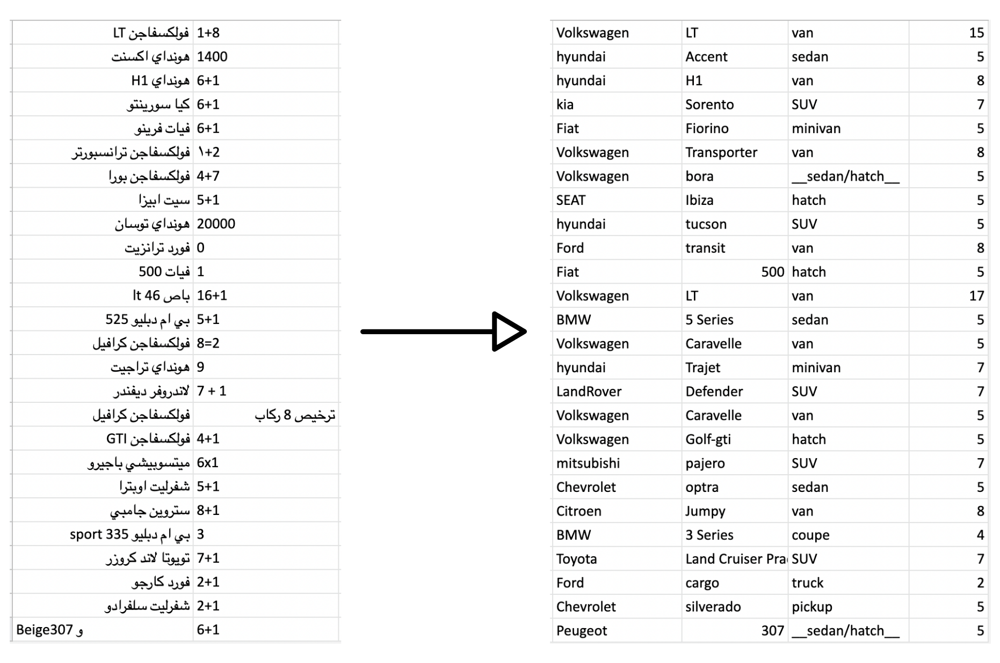 فولكسفاجن LT 1+8 Volkswagen LT van 15
هونداي اكسنت 1400 hyundai Accent sedan 5
هونداي H1 6+1 hyundai H1 van 8
كيا سورينتو 6+1 kia Sorento SUV 7
فيات فرينو 6+1 Fiat Fiorino minivan 5
فولكسفاجن ترانسبورتر ١+2 Volkswagen Transporter van 8
فولكسفاجن بورا 4+7 Volkswagen bora __sedan/hatch__ 5
سيت ابيزا 5+1 SEAT Ibiza hatch 5
هونداي توسان 20000 hyundai tucson SUV 5
فورد ترانزيت 0 Ford transit van 8
فيات 500 1 Fiat 500 hatch 5
باص lt 46 16+1 Volkswagen LT van 17
بي ام دبليو 525 5+1 BMW 5 Series sedan 5
فولكسفاجن كرافيل 8=2 Volkswagen Caravelle van 5
هونداي تراجيت 9 hyundai Trajet minivan 7
لاندروفر ديفندر 7 + 1 LandRover Defender SUV 7
فولكسفاجن كرافيل ترخيص 8 ركاب Volkswagen Caravelle van 5
فولكسفاجن GTI 4+1 Volkswagen Golf-gti hatch 5
ميتسوبيشي باجيرو 6x1 mitsubishi pajero SUV 7
شفرليت اوبترا 5+1 Chevrolet optra sedan 5
ستروين جامبي 8+1 Citroen Jumpy van 8
بي ام دبليو 335 sport 3 BMW 3 Series coupe 4
تويوتا لاند كروزر 7+1 Toyota Land Cruiser Pra SUV 7
فورد كارجو 2+1 Ford cargo truck 2
شفرليت سلفرادو 2+1 Chevrolet silverado pickup 5
Beige307 و 6+1 Peugeot 307 __sedan/hatch__ 5